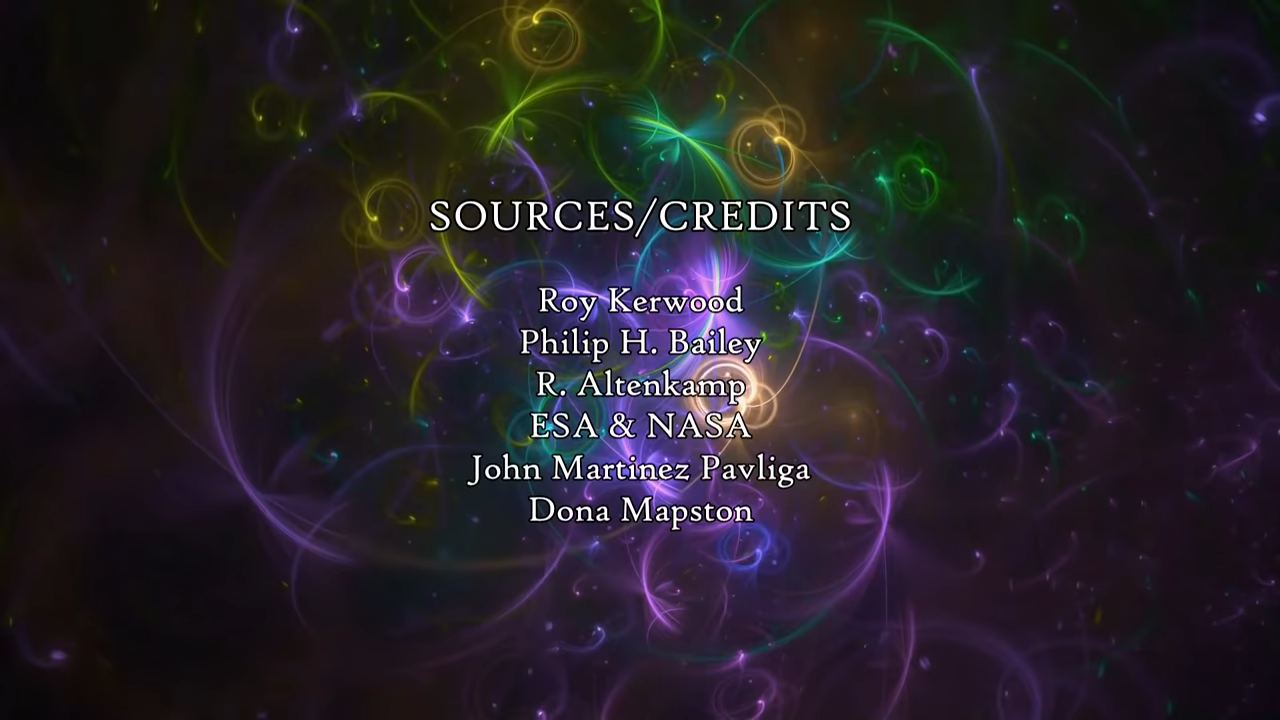 SOURCES/CREDITS
Roy Kerwood
Philip H. Bailey
R. Altenkamp
ESA & NASA
John Martinez Pavliga
Dona Mapston